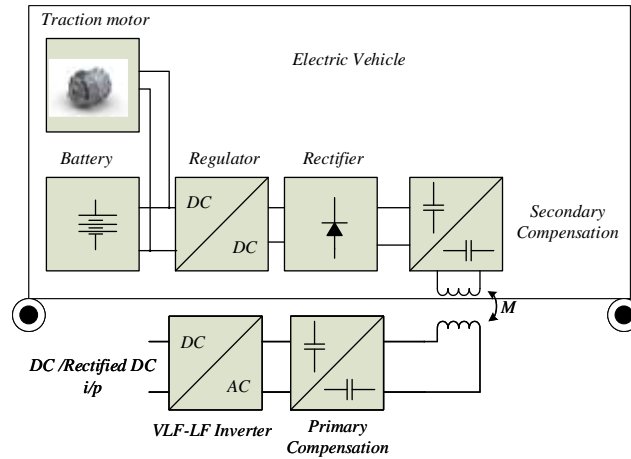 Traction motor
Electric Vehicle
Battery
Regulator
Rectifier
DC
DC
Secondary
Compensation
M
DC /Rectified DC
i/p
DC
AC
VLF-LF Inverter
Primary
Compensation